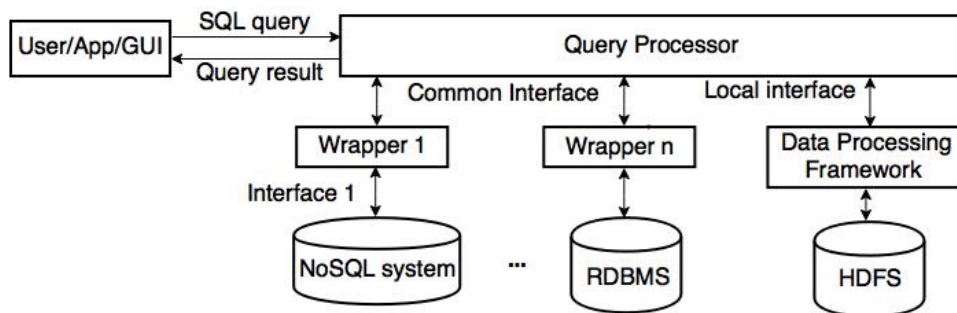 SQL query
User/App/GUI
Query Processor
Query result
Common Interface
Local interface
Wrapper 1
Wrapper n
Data Processing
Framework
Interface 1
NoSQL system
...
RDBMS
HDFS